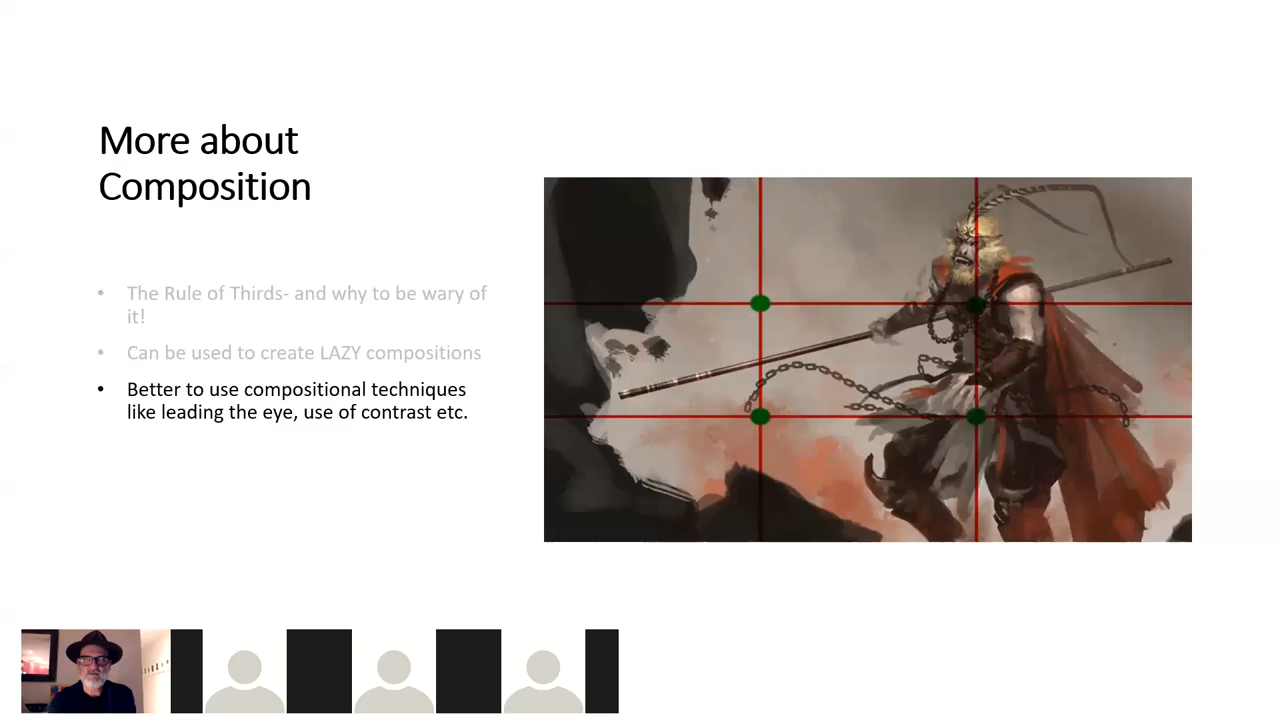 More about
Composition
• The Rule of Thirds- and why to be wary of
it!
• Can be used to create LAZY compositions
• Better to use compositional techniques
like leading the eye, use of contrast etc.